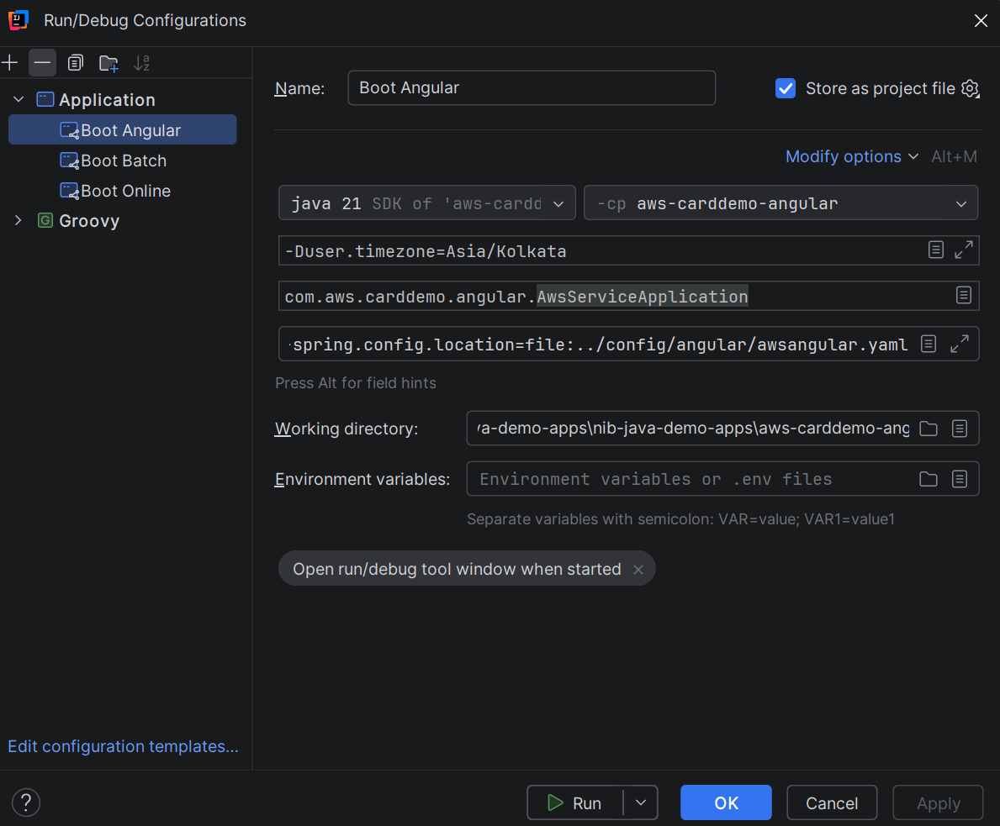 Run/Debug Configurations
Application
Boot Angular
Boot Batch
Boot Online
Groovy
Edit configuration templates...
Name:
Boot Angular
Store as project file
Modify options
Alt+M
java 21 SDK of 'aws-cardd
-cp aws-carddemo-angular
-Duser.timezone=Asia/Kolkata
com.aws.carddemo.angular.AwsServiceApplication
spring.config.location=file:../config/angular/awsangular.yaml
Press Alt for field hints
Working directory:
a-demo-apps\nib-java-demo-apps\aws-carddemo-ang
Environment variables:
Environment variables or .env files
Separate variables with semicolon: VAR=value; VAR1=value1
Open run/debug tool window when started
?
Run
OK
Cancel
Apply